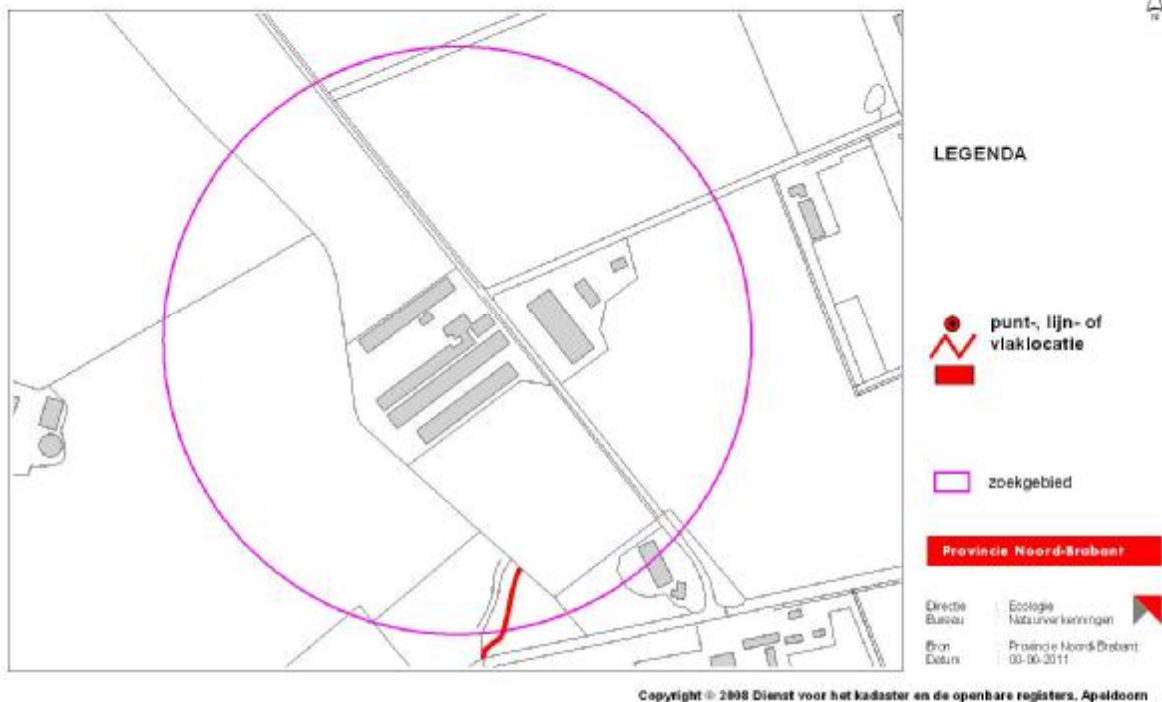 LEGENDA
punt-, lijn- of
vlaklocatie
zoekgebied
Provincie Noord-Brabant
Directie : Ecologie
Bureau : Natuurverkenningen
Bron : Provincie Noord-Brabant
Datum :
Copyright © 2008 Dienst voor het kadaster en de openbare registers, Apeldoorn